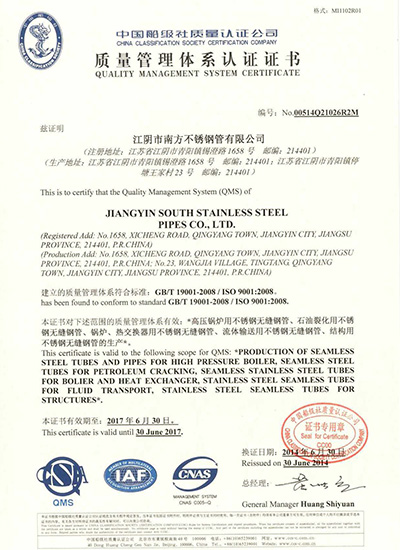 格式: MI1102R01
中国船级社质量认证公司
CHINA CLASSIFICATION SOCIETY CERTIFICATION COMPANY
质量管理体系认证证书
QUALITY MANAGEMENT SYSTEM CERTIFICATE
编号: No.00514Q21026R2M
兹证明
江阴市南方不锈钢管有限公司
(注册地址: 江苏省江阴市青阳镇锡澄路 1658 号 邮编: 214401)
(生产地址: 江苏省江阴市青阳镇锡澄路 1658 号 邮编: 214401; 江苏省江阴市青阳镇停
塘王家村 23 号 邮编: 214401)
This is to certify that the Quality Management System (QMS) of
JIANGYIN SOUTH STAINLESS STEEL
PIPES CO., LTD.
(Registered Add: No.1658, XICHENG ROAD, QINGYANG TOWN, JIANGYIN CITY, JIANGSU
PROVINCE, 214401, P.R.CHINA)
(Production Add: No.1658, XICHENG ROAD, QINGYANG TOWN, JIANGYIN CITY, JIANGSU
PROVINCE, 214401, P.R.CHINA; No.23, WANGJIA VILLAGE, TINGTANG, QINGYANG
TOWN, JIANGYIN CITY, JIANGSU PROVINCE, 214401, P.R.CHINA)
建立的质量管理体系符合标准: GB/T 19001-2008 / ISO 9001:2008.
has been found to conform to standard GB/T 19001-2008 / ISO 9001:2008.
本证书对下述范围的质量管理体系有效: *高压锅炉用不锈钢无缝钢管、石油裂化用不锈
钢无缝钢管、锅炉、热交换器用不锈钢无缝钢管、流体输送用不锈钢无缝钢管、结构用
不锈钢无缝钢管的生产*。
This certificate is valid to the following scope for QMS: *PRODUCTION OF SEAMLESS
STEEL TUBES AND PIPES FOR HIGH PRESSURE BOILER, SEAMLESS STEEL
TUBES FOR PETROLEUM CRACKING, SEAMLESS STAINLESS STEEL TUBES
FOR BOLIER AND HEAT EXCHANGER, STAINLESS STEEL SEAMLESS TUBES
FOR FLUID TRANSPORT, STAINLESS STEEL SEAMLESS TUBES FOR
STRUCTURES*.
本证书有效期至: 2017 年 6 月 30 日.
This certificate is valid until 30 June 2017.
中国船级社质量认证公司
证书专用章
Seal for Certificate
CC00
换证日期: 2014 年 6 月 30 日
Reissued on 30 June 2014
总经理:
General Manager Huang Shiyuan
QMS
IAF
CNAS
MANAGEMENT SYSTEM
CNAS C005-Q